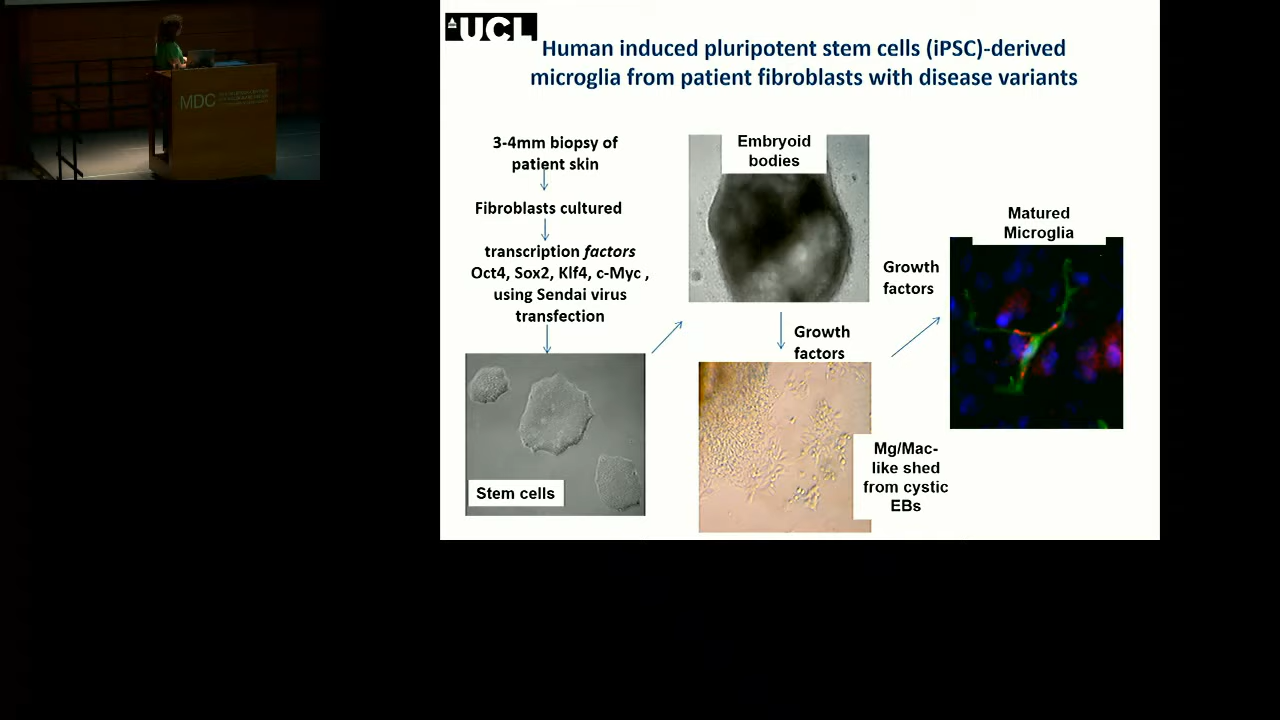 UCL
Human induced pluripotent stem cells (iPSC)-derived
microglia from patient fibroblasts with disease variants
3-4mm biopsy of
patient skin
Fibroblasts cultured
transcription factors
Oct4, Sox2, Klf4, c-Myc ,
using Sendai virus
transfection
Stem cells
Embryoid
bodies
Growth
factors
Mg/Mac-
like shed
from cystic
EBs
Growth
factors
Matured
Microglia
MDC